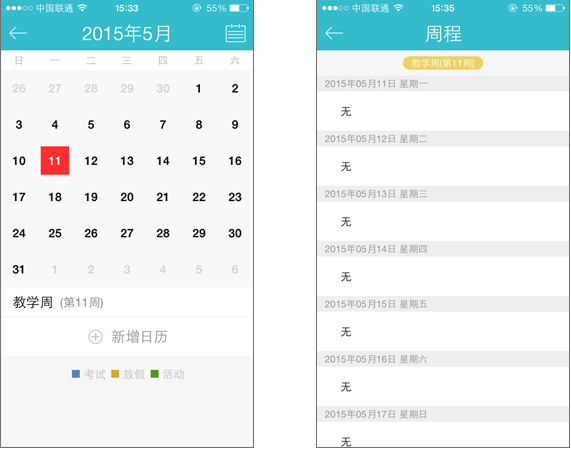 中国联通 15:33 55%
2015年5月
日 一 二 三 四 五 六
26 27 28 29 30 1 2
3 4 5 6 7 8 9
10 11 12 13 14 15 16
17 18 19 20 21 22 23
24 25 26 27 28 29 30
31 1 2 3 4 5 6
教学周 (第11周)
新增日历
考试 放假 活动
中国联通 15:35 55%
周程
教学周(第11周)
2015年05月11日 星期一
无
2015年05月12日 星期二
无
2015年05月13日 星期三
无
2015年05月14日 星期四
无
2015年05月15日 星期五
无
2015年05月16日 星期六
无
2015年05月17日 星期日
无